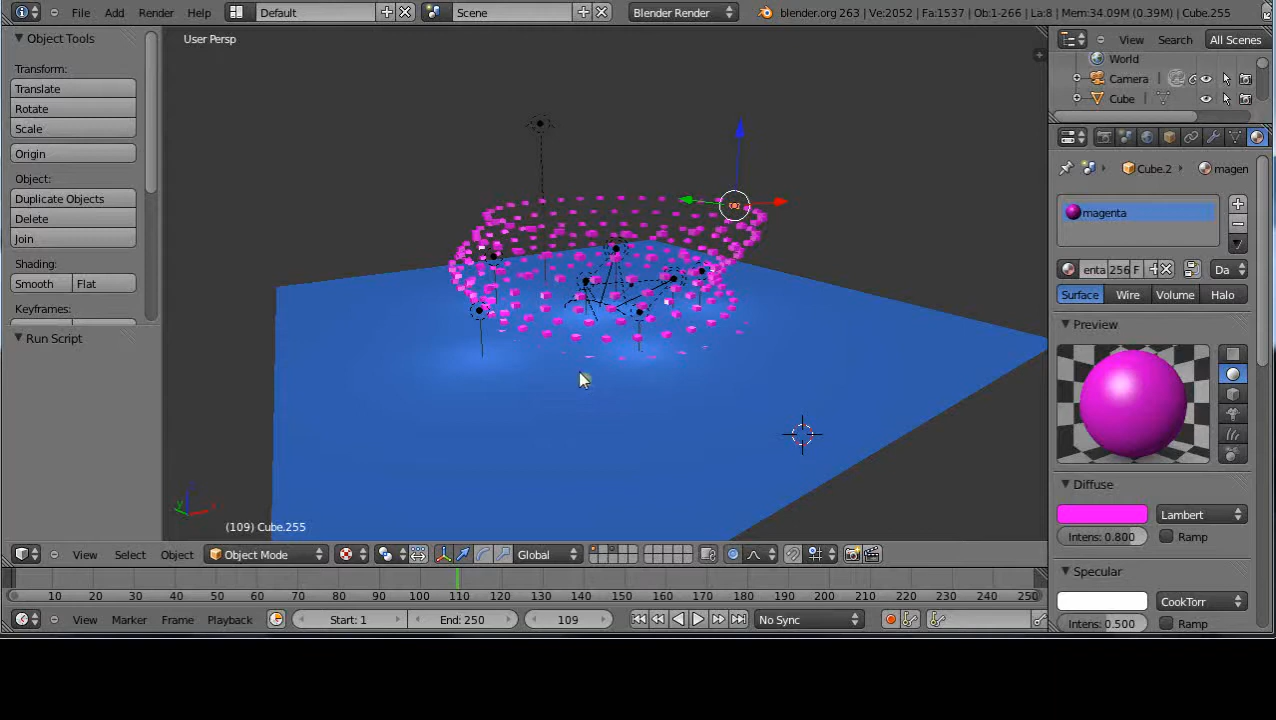 File Add Render Help Default Scene Blender Render blender.org 263 | Ve:2052 | Fa:1537 | Ob:1-266 | La:8 | Mem:34.09M (0.39M) | Cube.255
Object Tools
Transform:
Translate
Rotate
Scale
Origin
Object:
Duplicate Objects
Delete
Join
Shading:
Smooth Flat
Keyframes:
Run Script
User Persp
(109) Cube.255
View Select Object Object Mode Global
10 20 30 40 50 60 70 80 90 100 110 120 130 140 150 160 170 180 190 200 210 220 230 240 250
View Marker Frame Playback Start: 1 End: 250 109 No Sync
View Search All Scenes
World
Camera
Cube
Cube.2 magen
magenta
enta 256 F Da
Surface Wire Volume Halo
Preview
Diffuse
Lambert
Intens: 0.800 Ramp
Specular
CookTorr
Intens: 0.500 Ramp